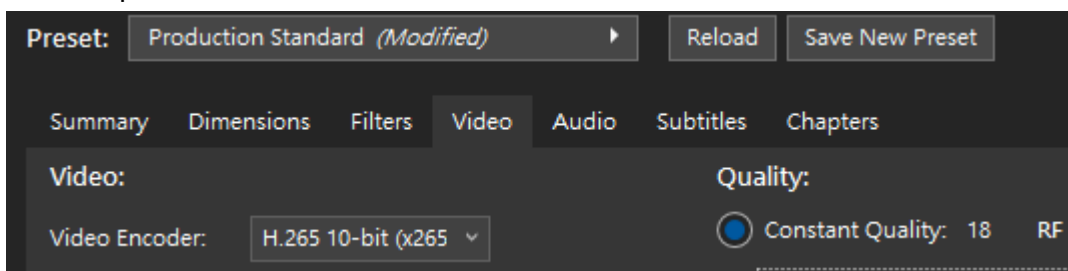 Preset: Production Standard (Modified) Reload Save New Preset
Summary Dimensions Filters Video Audio Subtitles Chapters
Video: Quality:
Video Encoder: H.265 10-bit (x265 Constant Quality: 18 RF